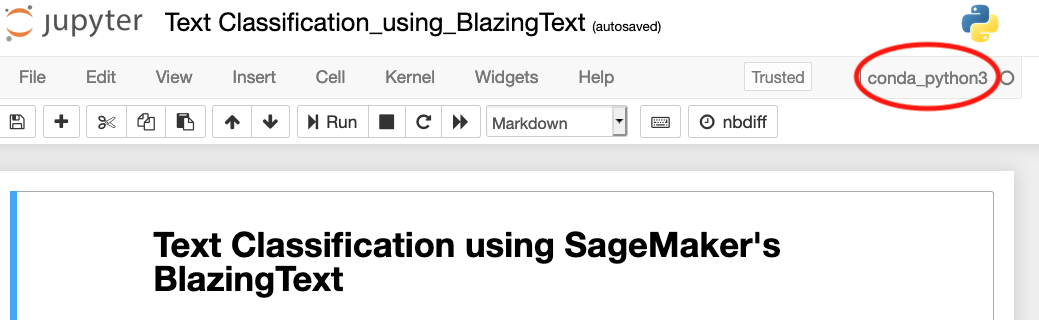 jupyter Text Classification_using_BlazingText (autosaved)
File Edit View Insert Cell Kernel Widgets Help Trusted conda_python3
Run Markdown nbdiff
Text Classification using SageMaker's
BlazingText